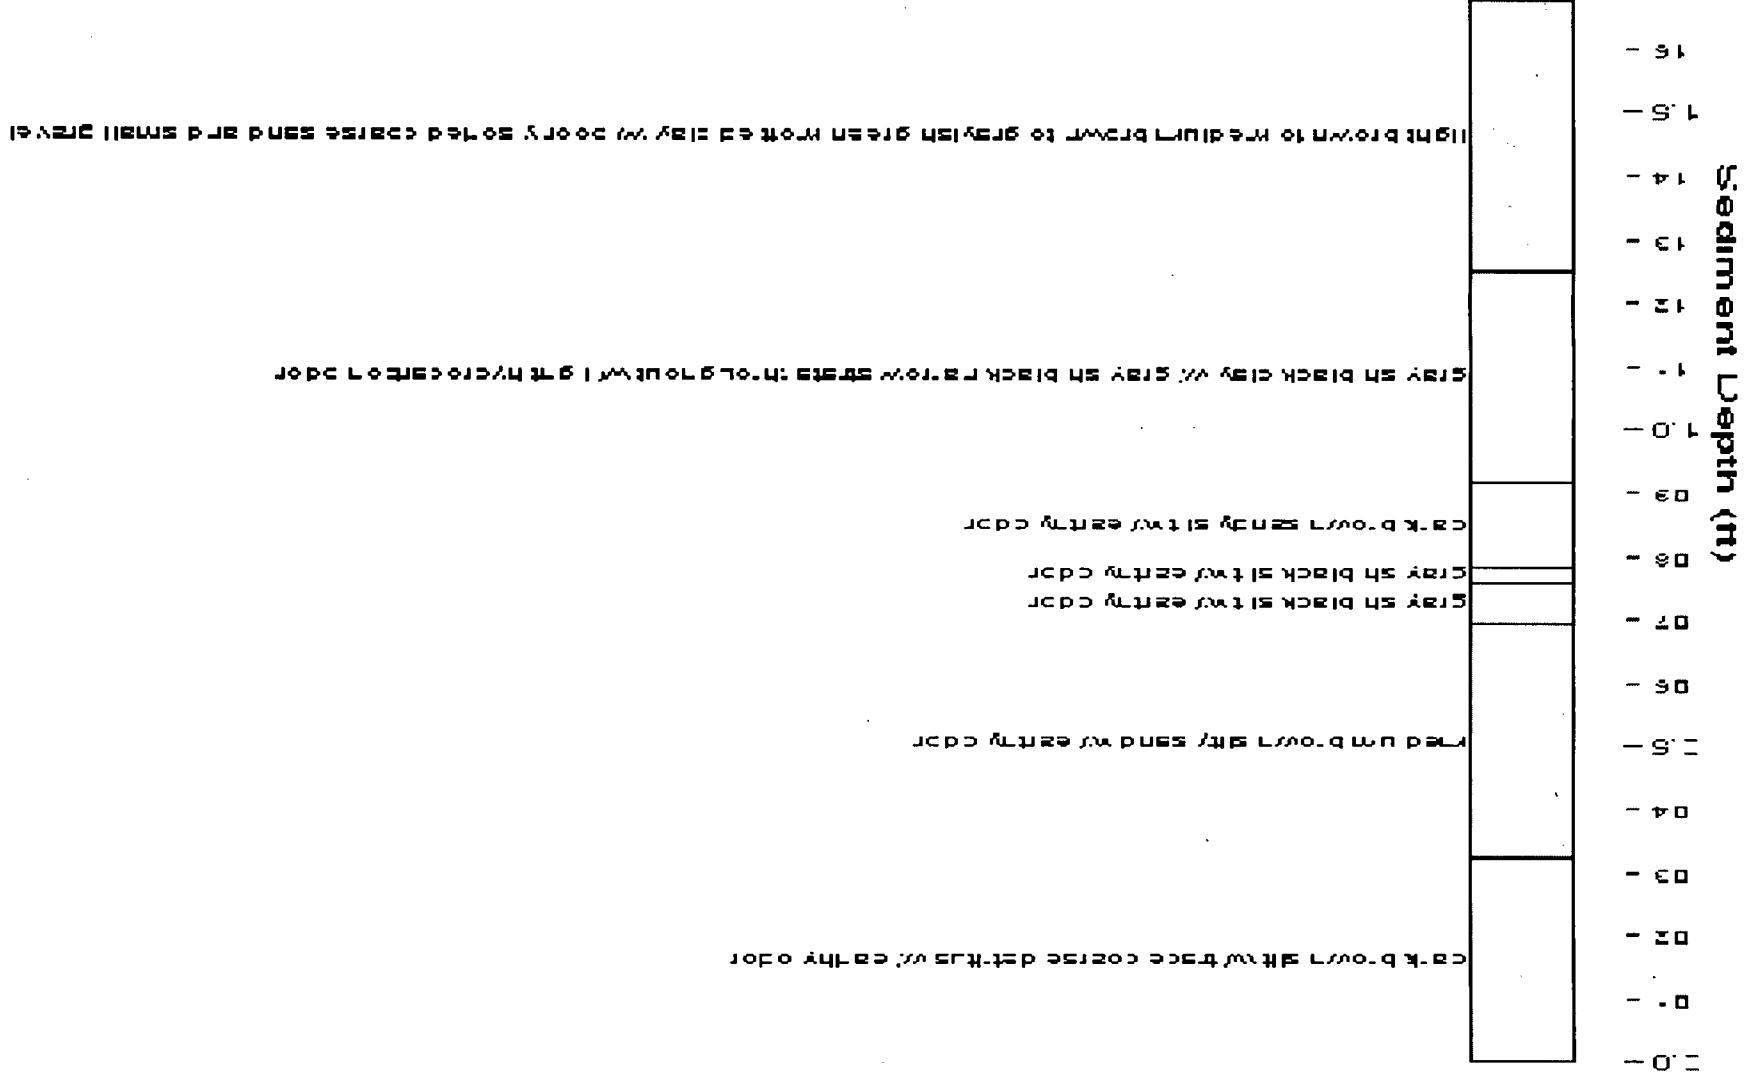 Sediment Depth (ft)
0.0
0.1
0.2
dark brown silt w/ trace coarse detritus w/ earthy odor
0.3
0.4
0.5
medium brown silty sand w/ earthy odor
0.6
0.7
grayish black silt w/ earthy odor
grayish black silt w/ earthy odor
0.8
dark brown sandy silt w/ earthy odor
0.9
1.0
1.1
grayish black clay w/ grayish black narrow strata throughout w/ light hydrocarbon odor
1.2
1.3
1.4
light brown to medium brown to grayish green mottled clay w/ poorly sorted coarse sand and small gravel
1.5
1.6